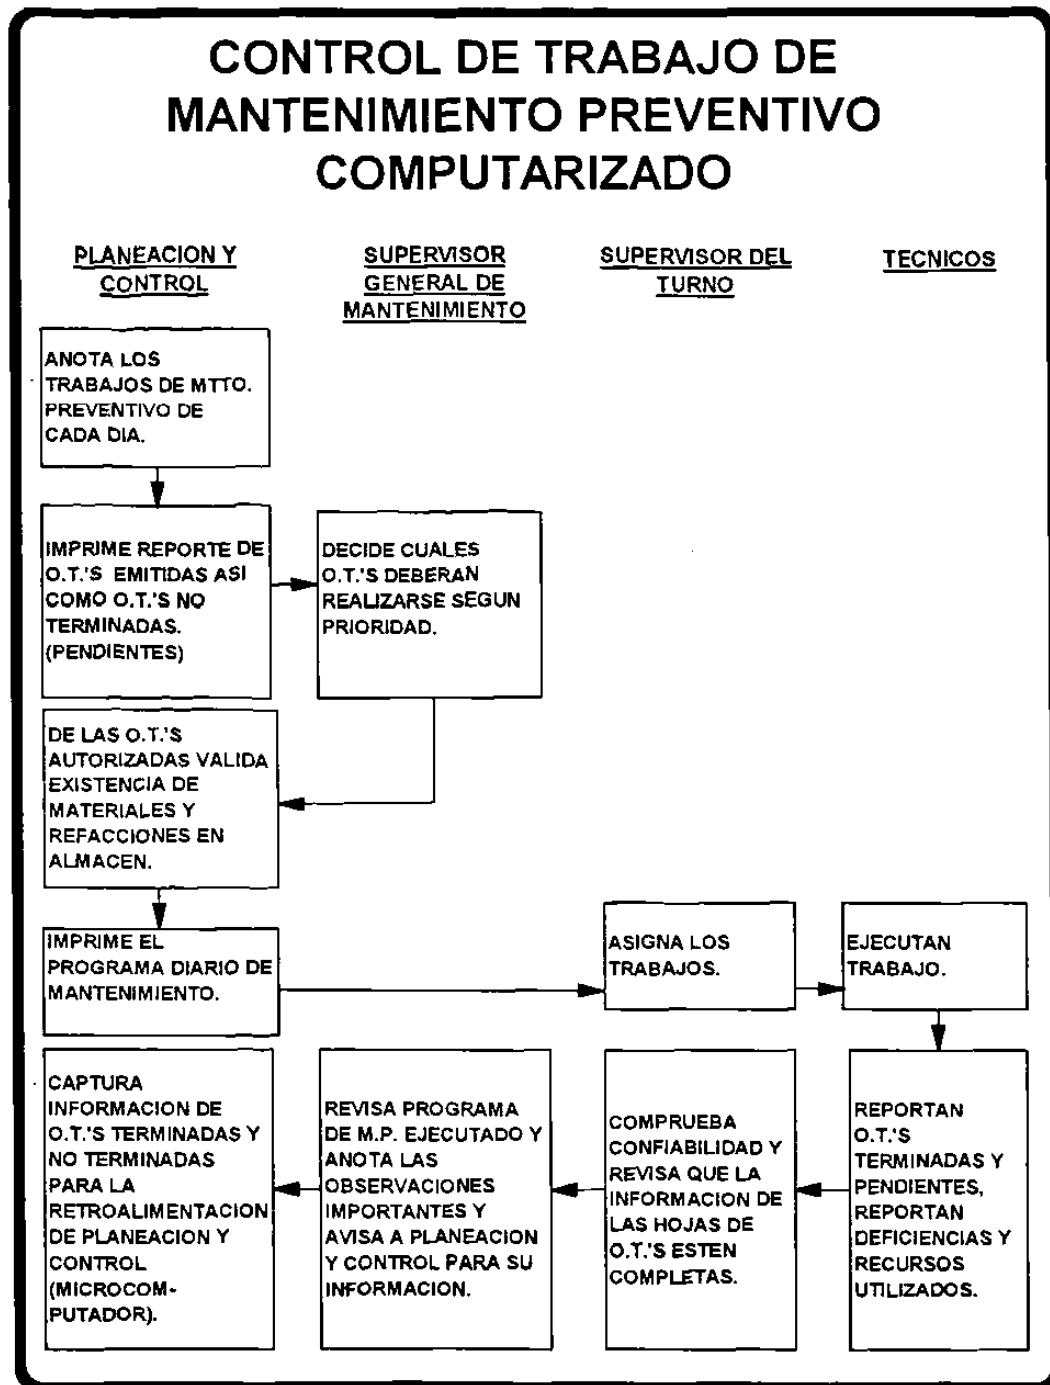 CONTROL DE TRABAJO DE
MANTENIMIENTO PREVENTIVO
COMPUTARIZADO
PLANEACION Y
CONTROL
SUPERVISOR
GENERAL DE
MANTENIMIENTO
SUPERVISOR DEL
TURNO
TECNICOS
ANOTA LOS
TRABAJOS DE MTTO.
PREVENTIVO DE
CADA DIA.
IMPRIME REPORTE DE
O.T.'S EMITIDAS ASI
COMO O.T.'S NO
TERMINADAS.
(PENDIENTES)
DECIDE CUALES
O.T.'S DEBERAN
REALIZARSE SEGUN
PRIORIDAD.
DE LAS O.T.'S
AUTORIZADAS VALIDA
EXISTENCIA DE
MATERIALES Y
REFACCIONES EN
ALMACEN.
IMPRIME EL
PROGRAMA DIARIO DE
MANTENIMIENTO.
ASIGNA LOS
TRABAJOS.
EJECUTAN
TRABAJO.
REPORTAN
O.T.'S
TERMINADAS Y
PENDIENTES,
REPORTAN
DEFICIENCIAS Y
RECURSOS
UTILIZADOS.
COMPRUEBA
CONFIABILIDAD Y
REVISA QUE LA
INFORMACION DE
LAS HOJAS DE
O.T.'S ESTEN
COMPLETAS.
REVISA PROGRAMA
DE M.P. EJECUTADO Y
ANOTA LAS
OBSERVACIONES
IMPORTANTES Y
AVISA A PLANEACION
Y CONTROL PARA SU
INFORMACION.
CAPTURA
INFORMACION DE
O.T.'S TERMINADAS Y
NO TERMINADAS
PARA LA
RETROALIMENTACION
DE PLANEACION Y
CONTROL
(MICROCOM-
PUTADOR).